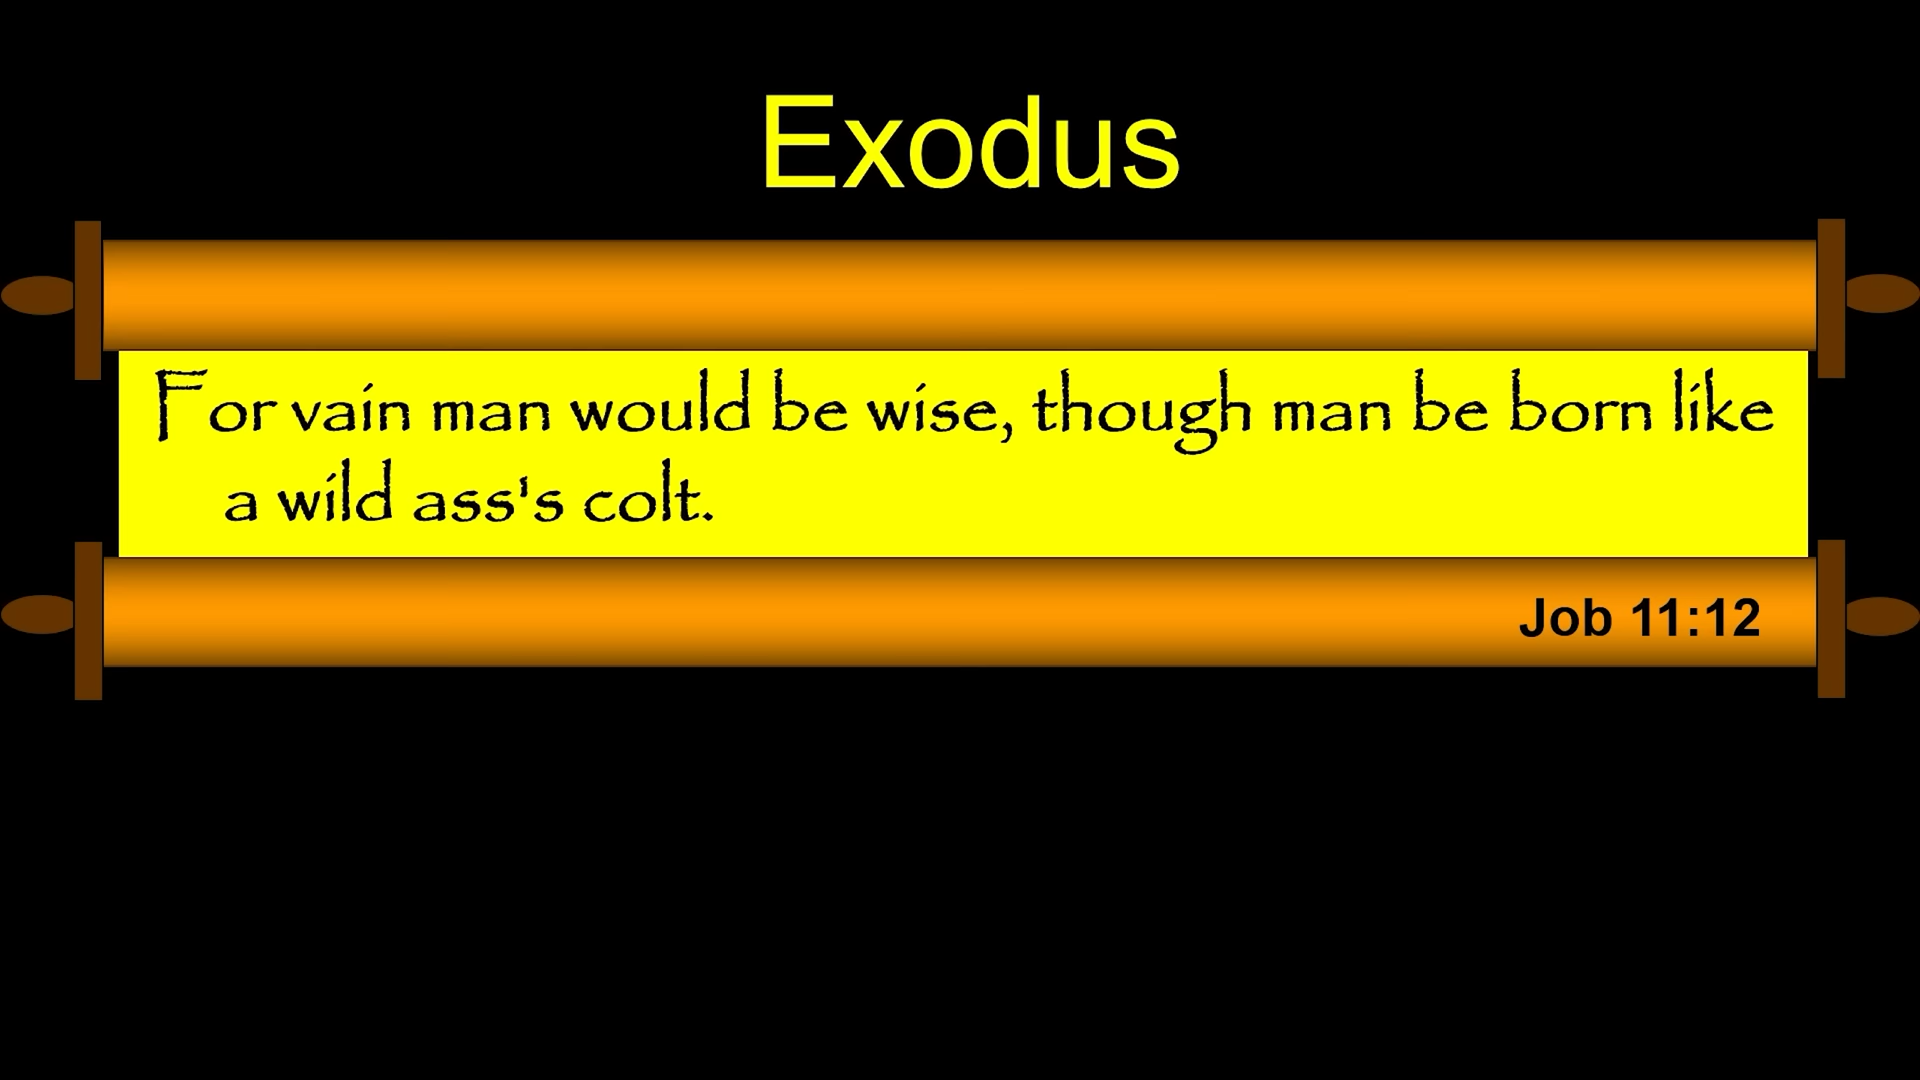 Exodus
For vain man would be wise, though man be born like
a wild ass's colt.
Job 11:12